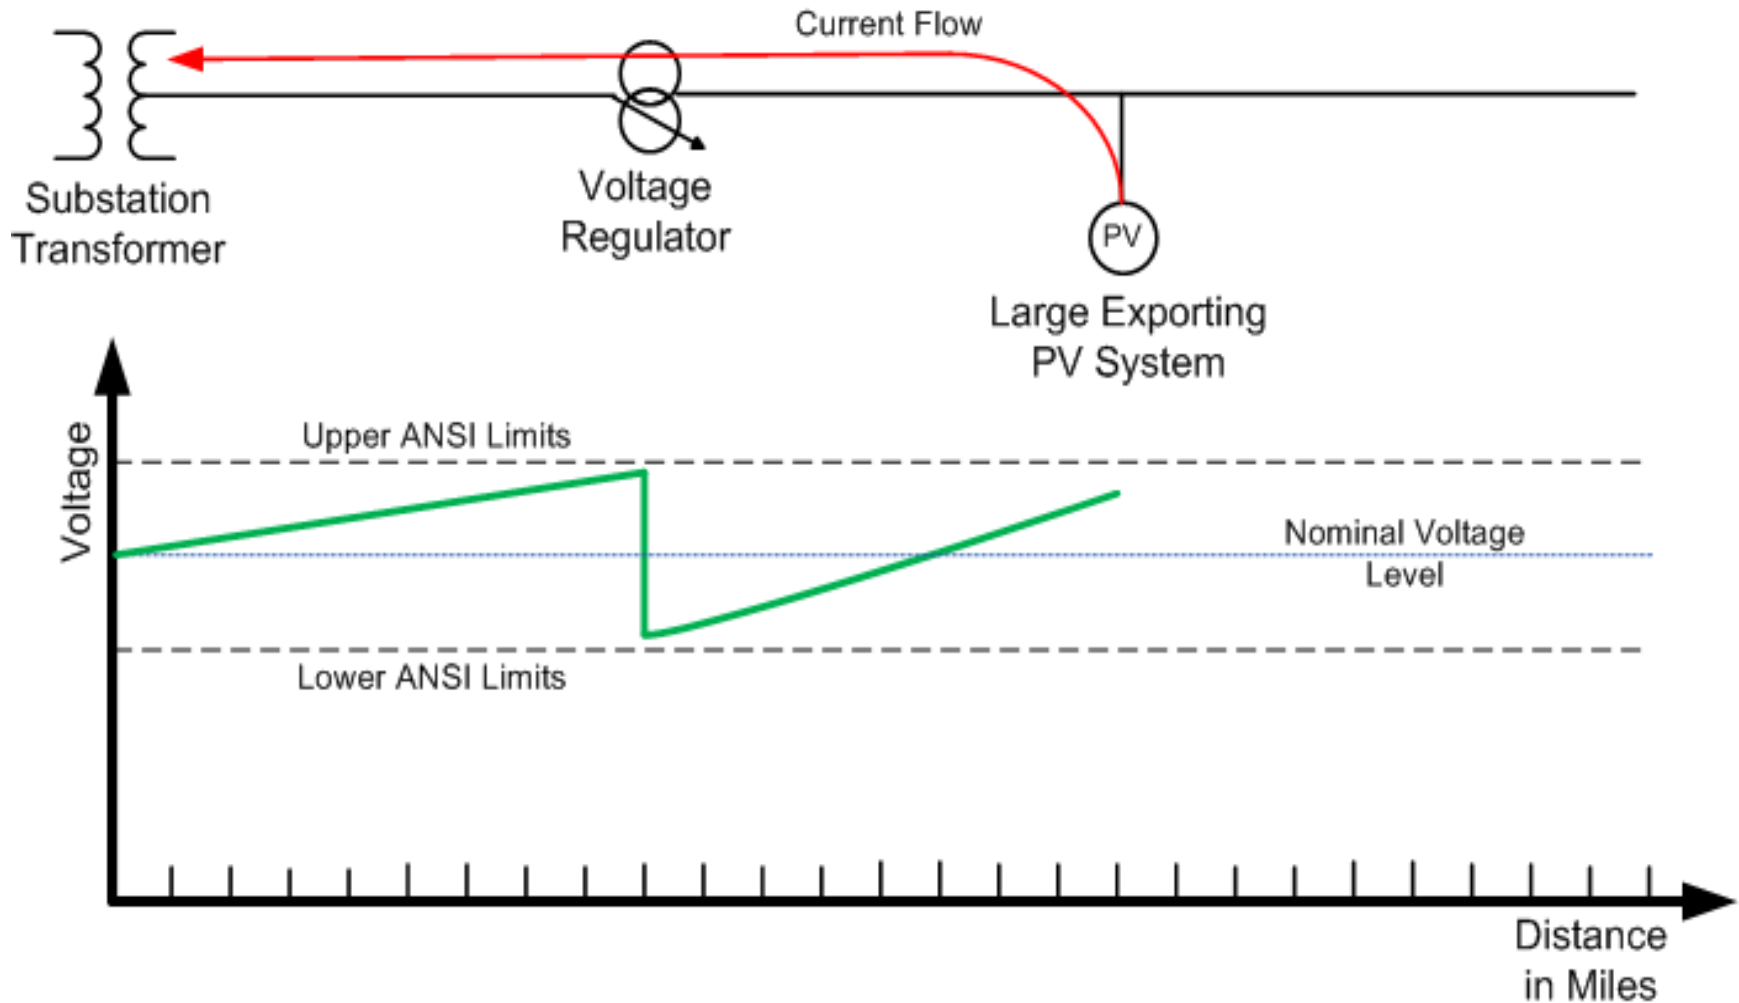 Current Flow
Substation
Transformer
Voltage
Regulator
PV
Large Exporting
PV System
Voltage
Upper ANSI Limits
Nominal Voltage
Level
Lower ANSI Limits
Distance
in Miles